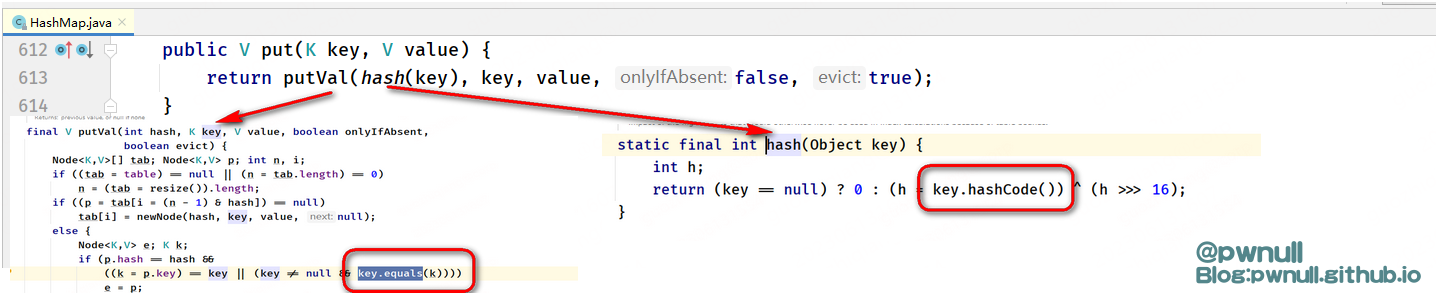 HashMap.java
612 public V put(K key, V value) {
613 return putVal(hash(key), key, value, onlyIfAbsent: false, evict: true);
614 }
Returns: previous value, or null if none
final V putVal(int hash, K key, V value, boolean onlyIfAbsent,
boolean evict) {
Node<K,V>[] tab; Node<K,V> p; int n, i;
if ((tab = table) == null || (n = tab.length) == 0)
n = (tab = resize()).length;
if ((p = tab[i = (n - 1) & hash]) == null)
tab[i] = newNode(hash, key, value, next: null);
else {
Node<K,V> e; K k;
if (p.hash == hash &&
((k = p.key) == key || (key != null && key.equals(k))))
e = p;
static final int hash(Object key) {
int h;
return (key == null) ? 0 : (h = key.hashCode()) ^ (h >>> 16);
}
@pwnull
Blog:pwnull.github.io